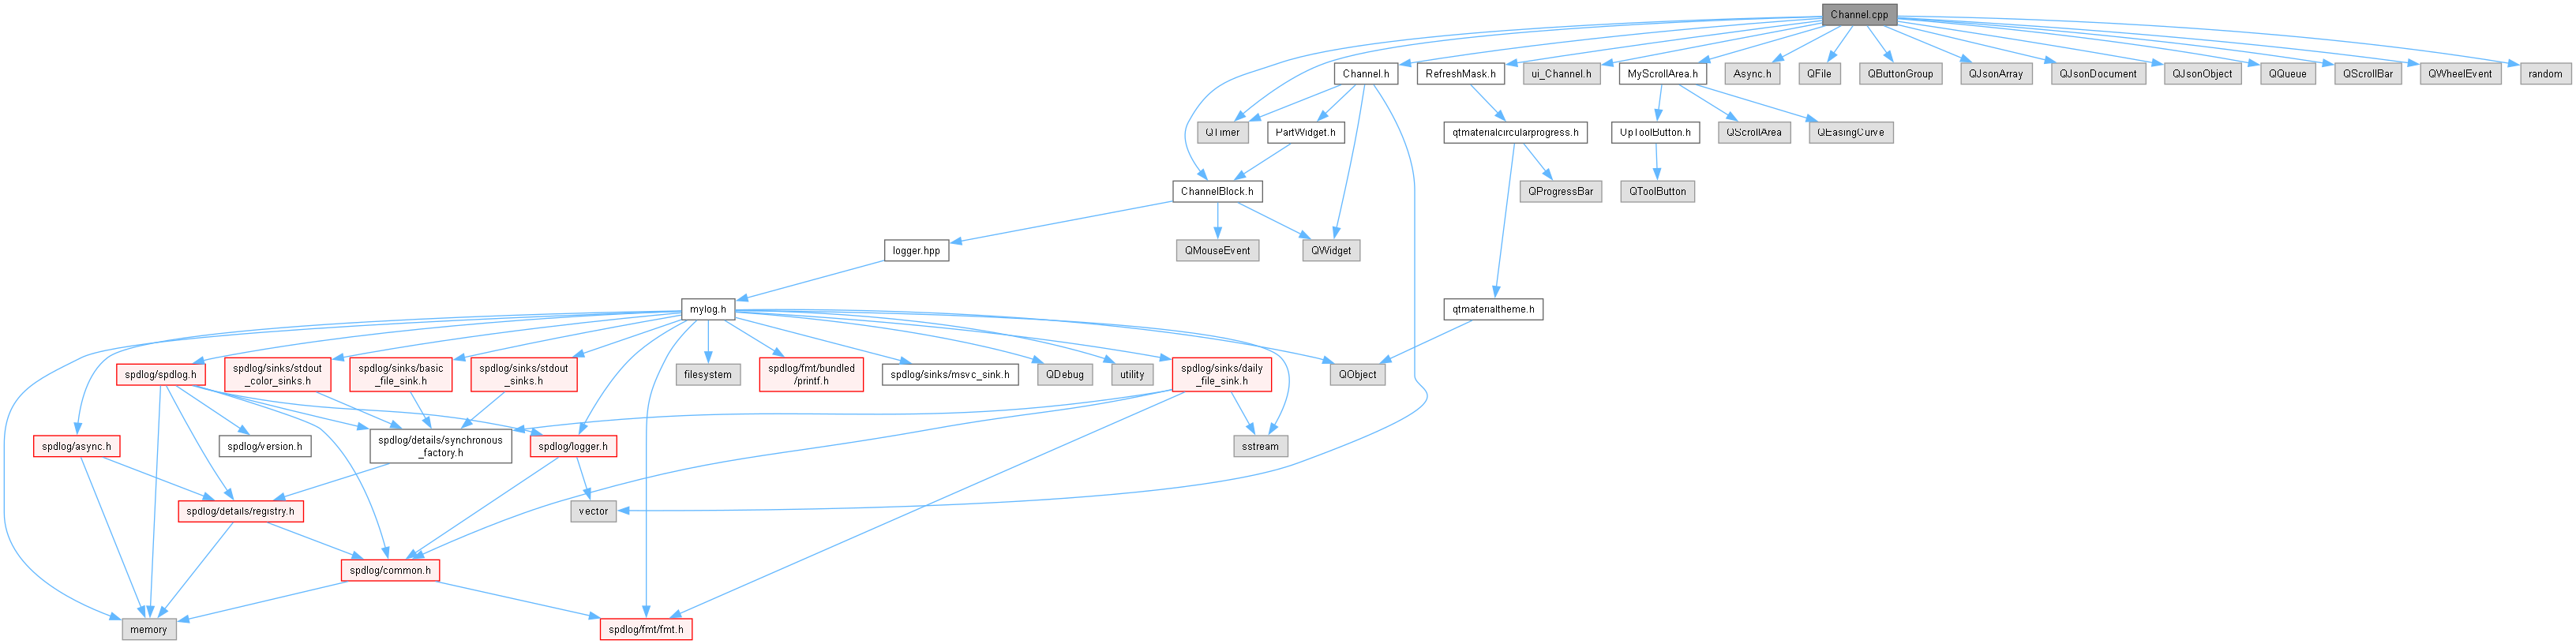 Channel.cpp
Channel.h
RefreshMask.h
ui_Channel.h
MyScrollArea.h
Async.h
QFile
QButtonGroup
QJsonArray
QJsonDocument
QJsonObject
QQueue
QScrollBar
QWheelEvent
random
QTimer
PartWidget.h
qtmaterialcircularprogress.h
UpToolButton.h
QScrollArea
QEasingCurve
ChannelBlock.h
QProgressBar
QToolButton
logger.hpp
QMouseEvent
QWidget
mylog.h
qtmaterialtheme.h
spdlog/spdlog.h
spdlog/sinks/stdout
_color_sinks.h
spdlog/sinks/basic
_file_sink.h
spdlog/sinks/stdout
_sinks.h
filesystem
spdlog/fmt/bundled
/printf.h
spdlog/sinks/msvc_sink.h
QDebug
utility
spdlog/sinks/daily
_file_sink.h
QObject
spdlog/async.h
spdlog/version.h
spdlog/details/synchronous
_factory.h
spdlog/logger.h
sstream
spdlog/details/registry.h
vector
spdlog/common.h
memory
spdlog/fmt/fmt.h